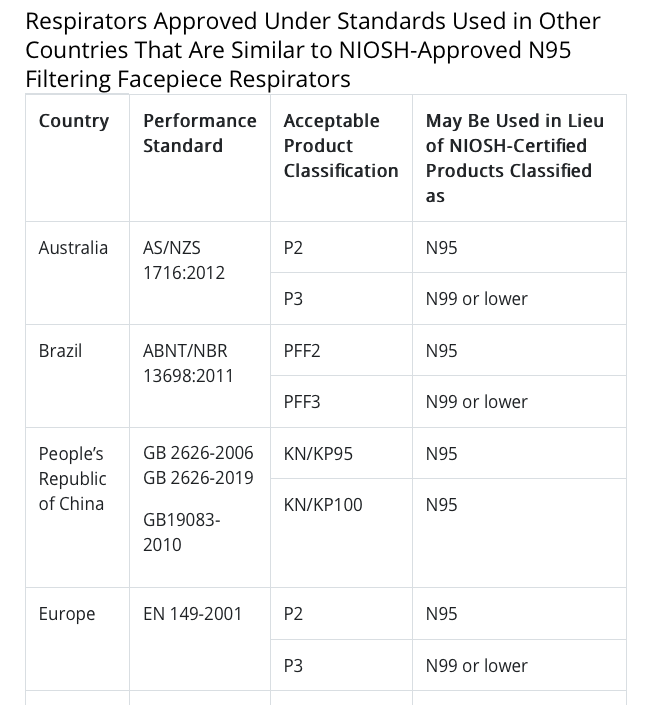 Respirators Approved Under Standards Used in Other
Countries That Are Similar to NIOSH-Approved N95
Filtering Facepiece Respirators
Country
Performance
Standard
Acceptable
Product
Classification
May Be Used in Lieu
of NIOSH-Certified
Products Classified
as
Australia
AS/NZS
1716:2012
P2
N95
P3
N99 or lower
Brazil
ABNT/NBR
13698:2011
PFF2
N95
PFF3
N99 or lower
People’s
Republic
of China
GB 2626-2006
GB 2626-2019
GB19083-
2010
KN/KP95
N95
KN/KP100
N95
Europe
EN 149-2001
P2
N95
P3
N99 or lower